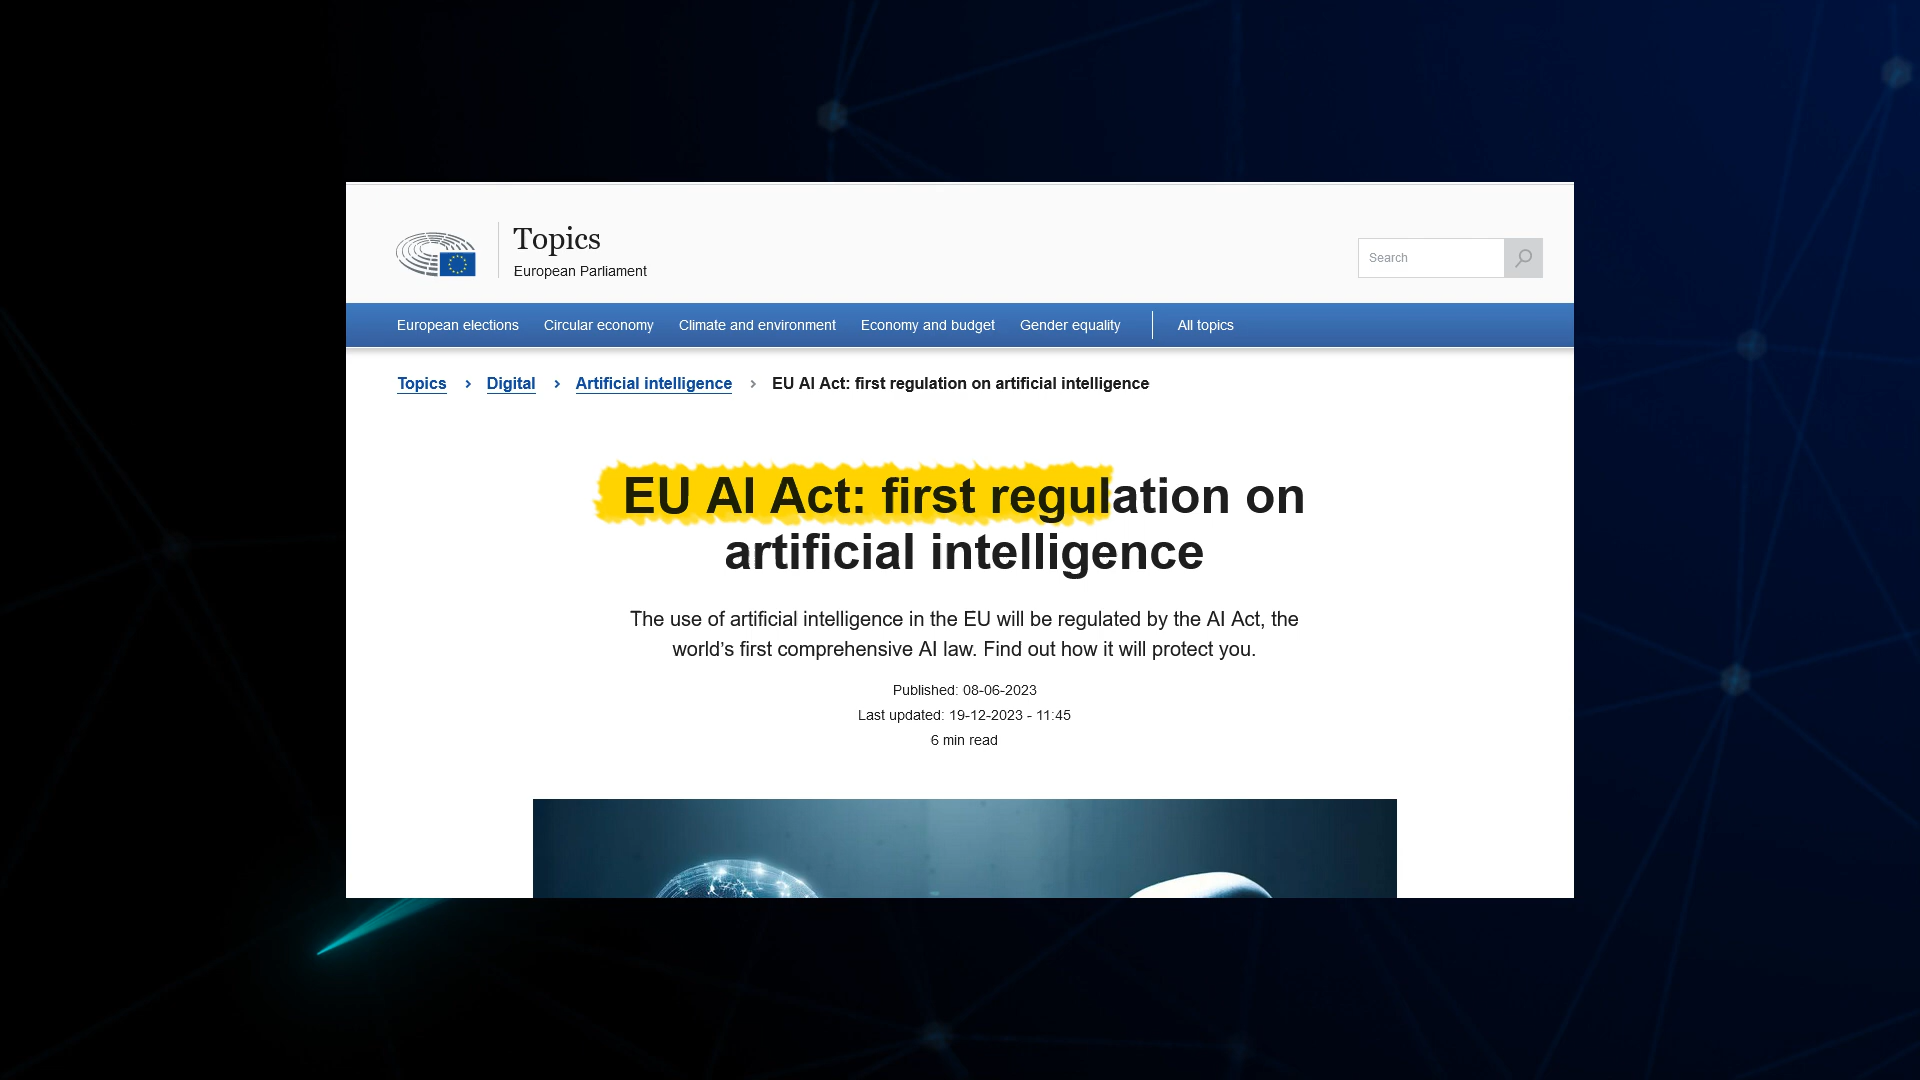 Topics
European Parliament
Search
European elections Circular economy Climate and environment Economy and budget Gender equality All topics
Topics › Digital › Artificial intelligence › EU AI Act: first regulation on artificial intelligence
EU AI Act: first regulation on
artificial intelligence
The use of artificial intelligence in the EU will be regulated by the AI Act, the
world’s first comprehensive AI law. Find out how it will protect you.
Published: 08-06-2023
Last updated: 19-12-2023 - 11:45
6 min read